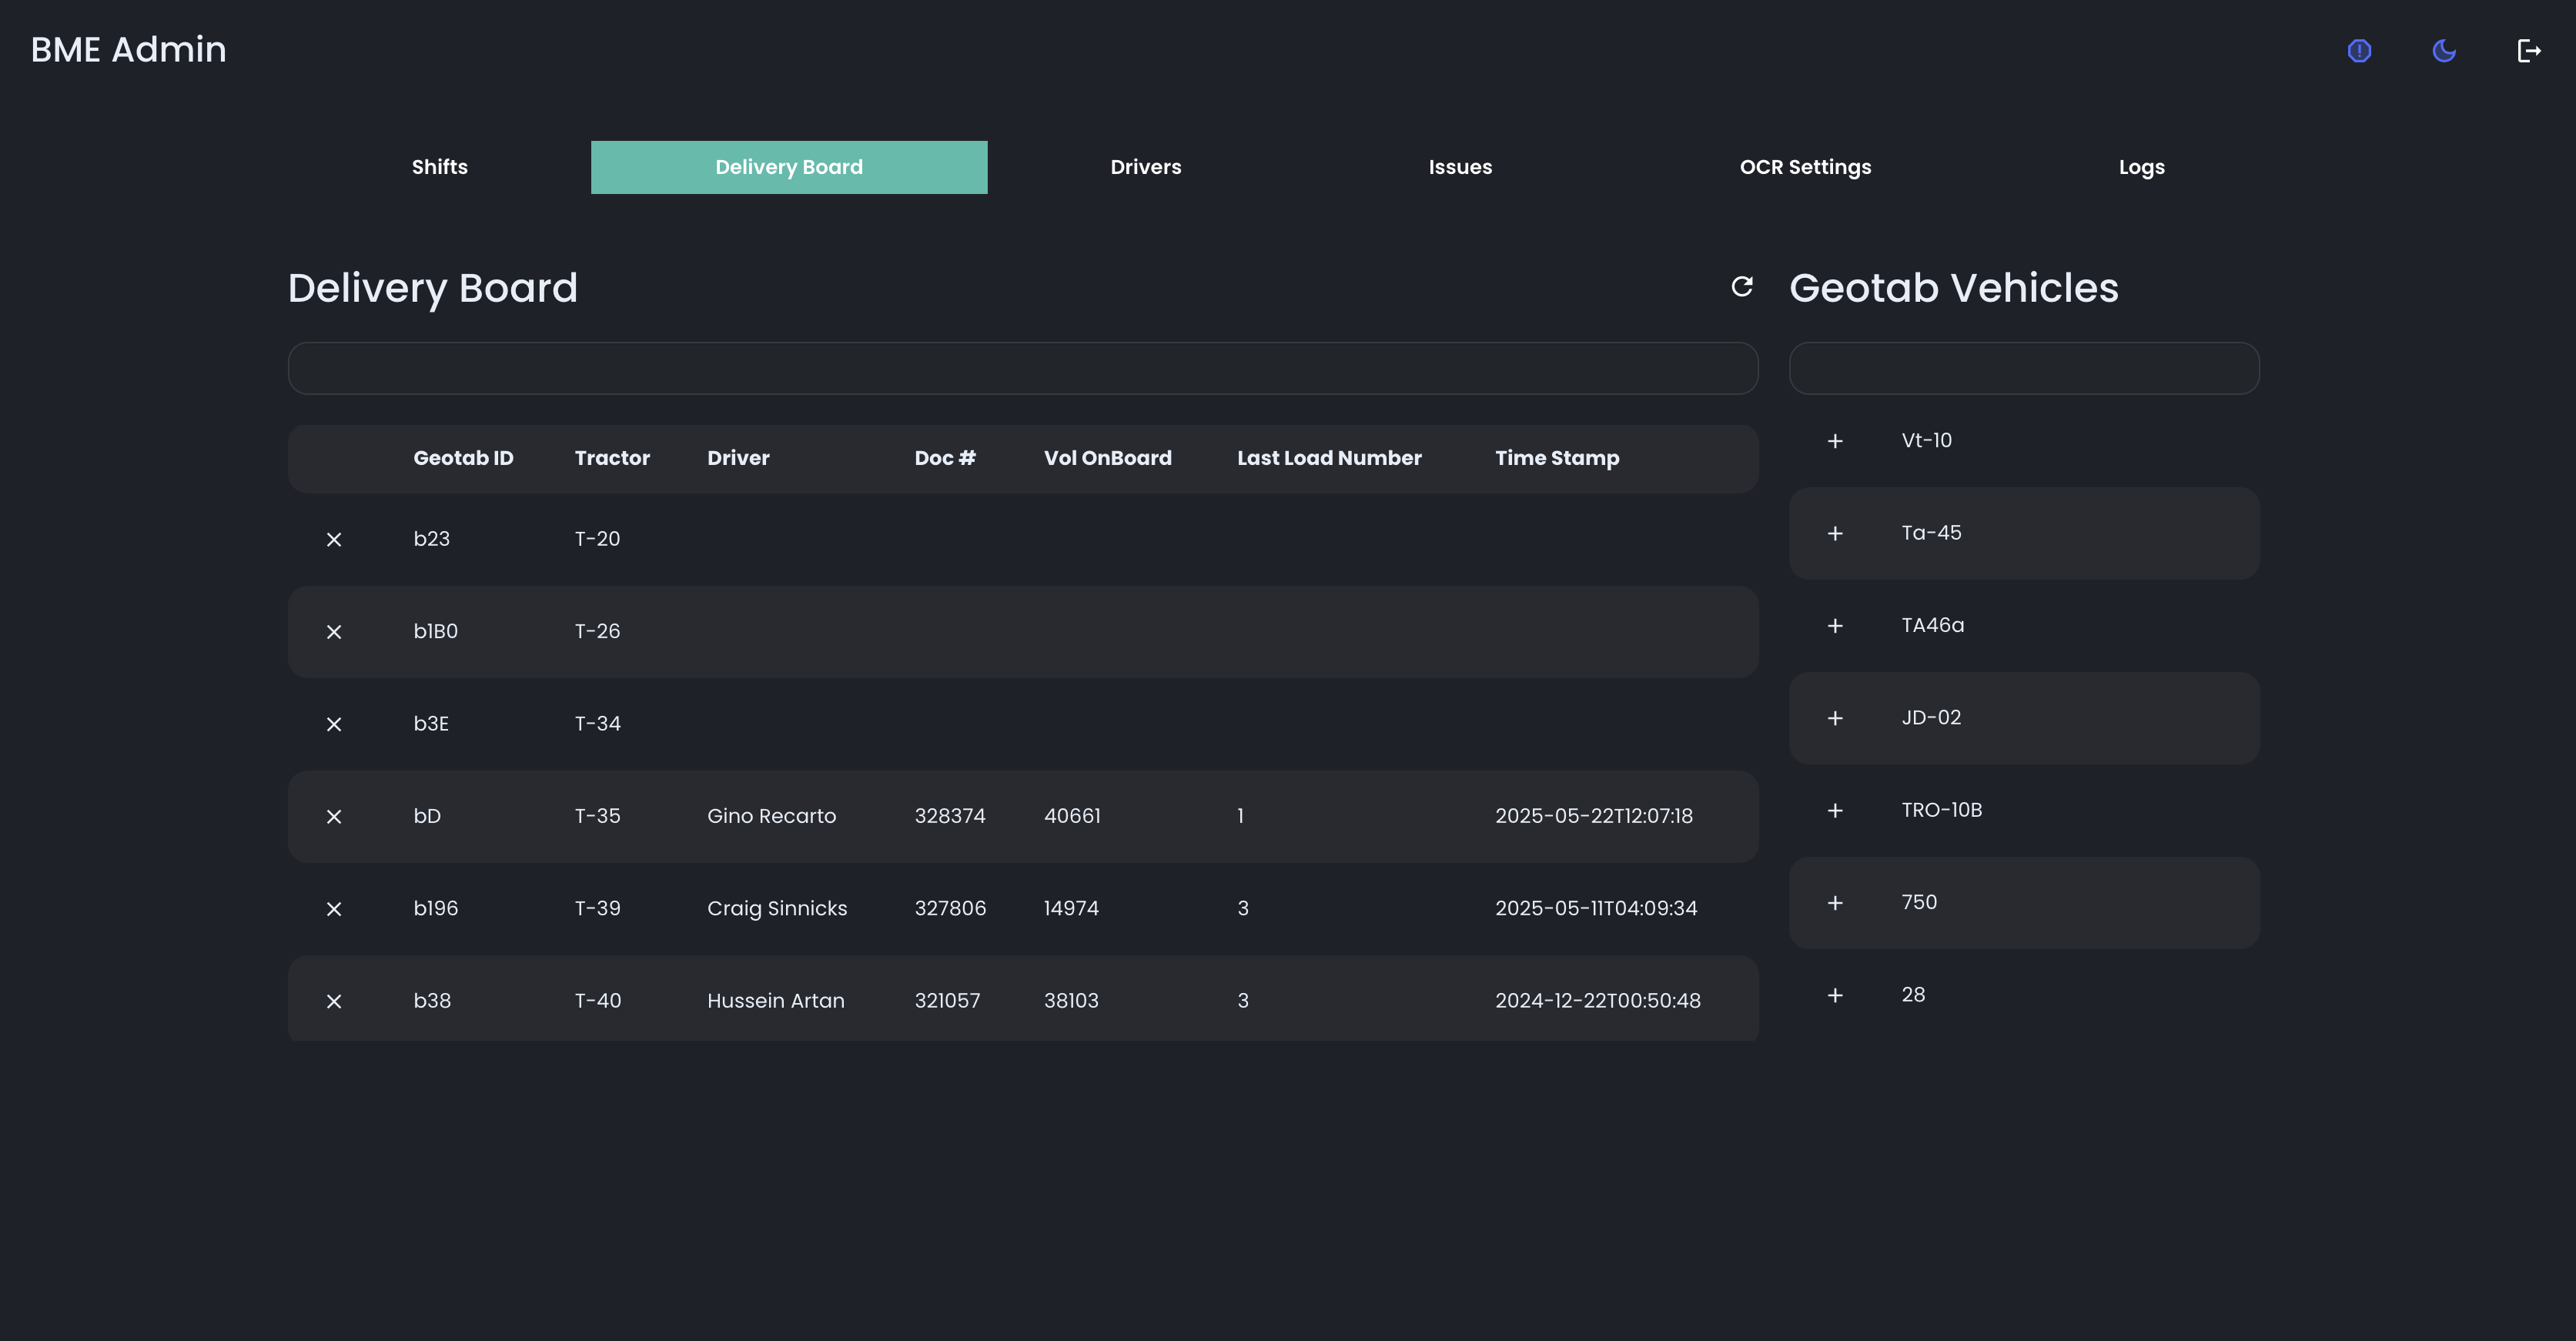 BME Admin
Shifts Delivery Board Drivers Issues OCR Settings Logs
Delivery Board
Geotab ID Tractor Driver Doc # Vol OnBoard Last Load Number Time Stamp
b23 T-20
b1B0 T-26
b3E T-34
bD T-35 Gino Recarto 328374 40661 1 2025-05-22T12:07:18
b196 T-39 Craig Sinnicks 327806 14974 3 2025-05-11T04:09:34
b38 T-40 Hussein Artan 321057 38103 3 2024-12-22T00:50:48
Geotab Vehicles
Vt-10
Ta-45
TA46a
JD-02
TRO-10B
750
28